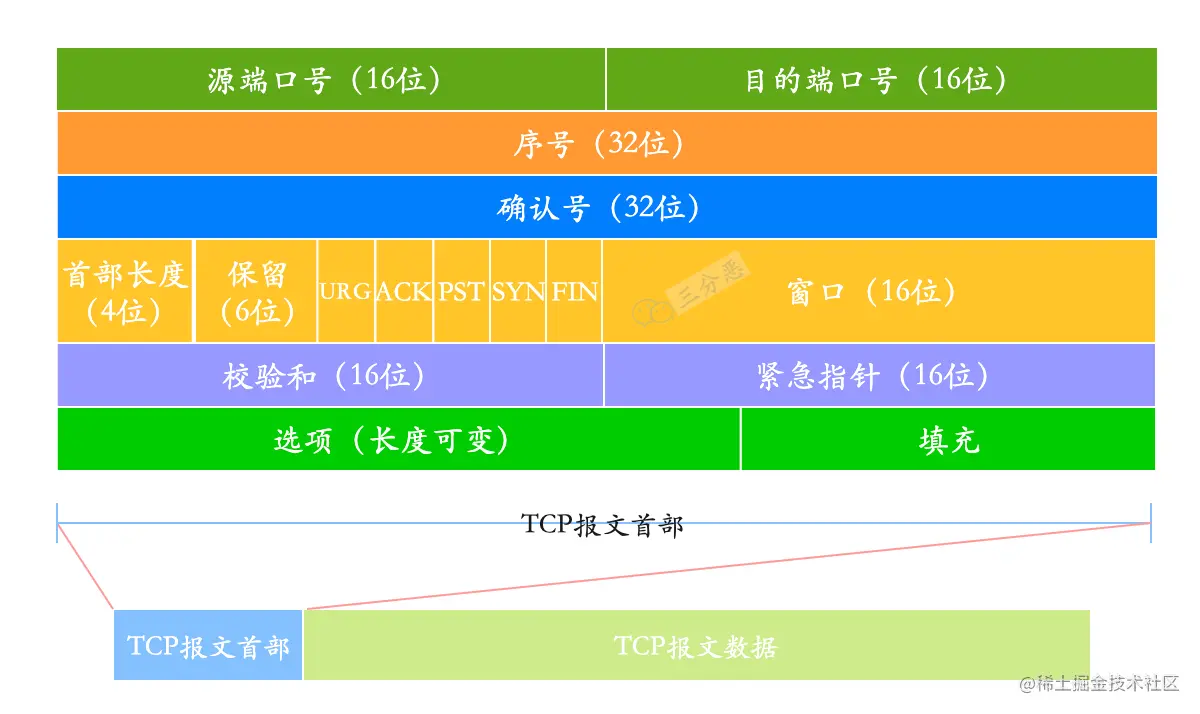 源端口号（16位）
目的端口号（16位）
序号（32位）
确认号（32位）
首部长度
（4位）
保留
（6位）
URG
ACK
PST
SYN
FIN
三分恶
窗口（16位）
校验和（16位）
紧急指针（16位）
选项（长度可变）
填充
TCP报文首部
TCP报文首部
TCP报文数据
@稀土掘金技术社区